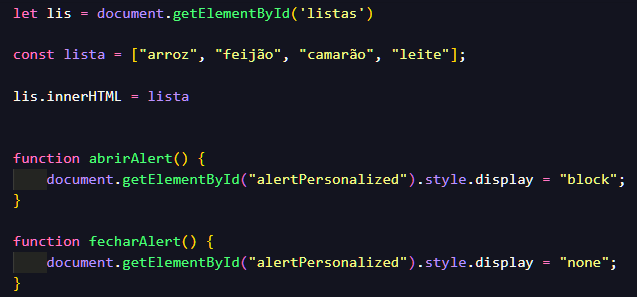 let lis = document.getElementById('listas')
const lista = ["arroz", "feijão", "camarão", "leite"];
lis.innerHTML = lista
function abrirAlert() {
    document.getElementById("alertPersonalized").style.display = "block";
}
function fecharAlert() {
    document.getElementById("alertPersonalized").style.display = "none";
}